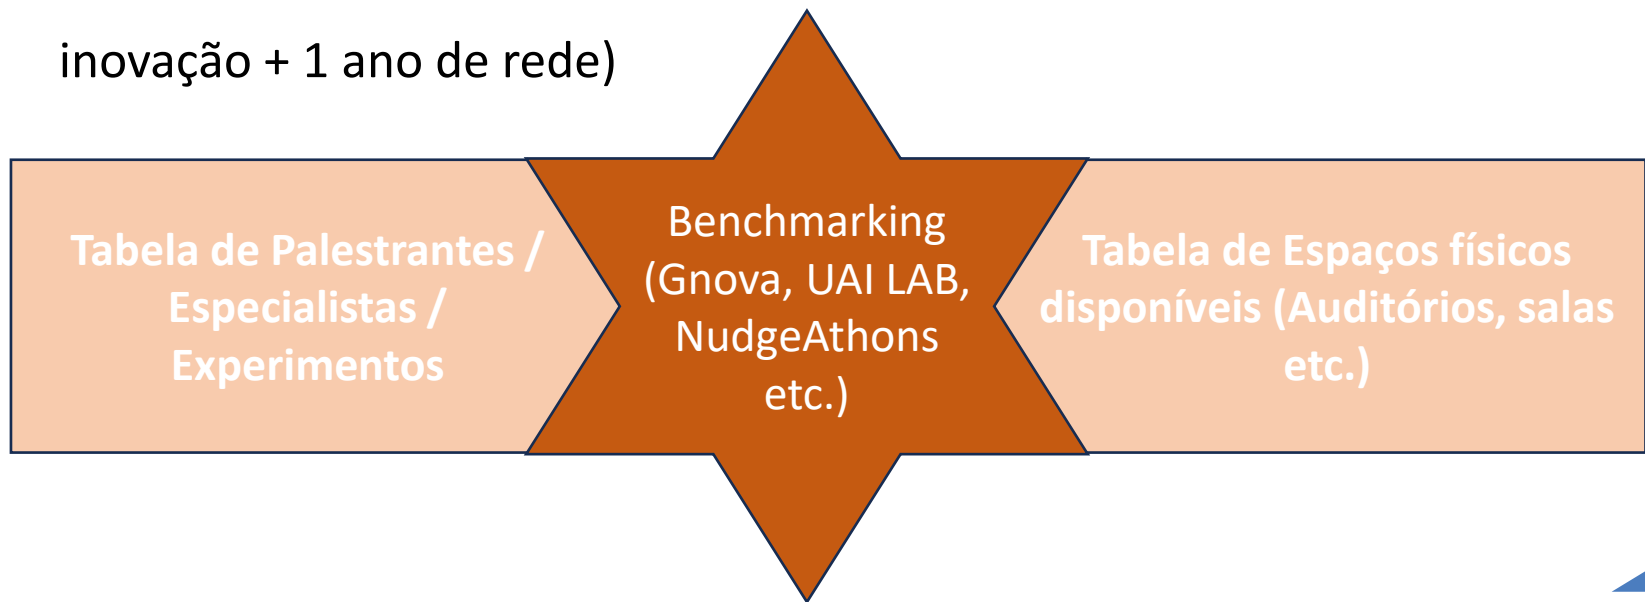 inovação + 1 ano de rede)
Tabela de Palestrantes /
Especialistas /
Experimentos
Benchmarking
(Gnova, UAI LAB,
NudgeAthons
etc.)
Tabela de Espaços físicos
disponíveis (Auditórios, salas
etc.)